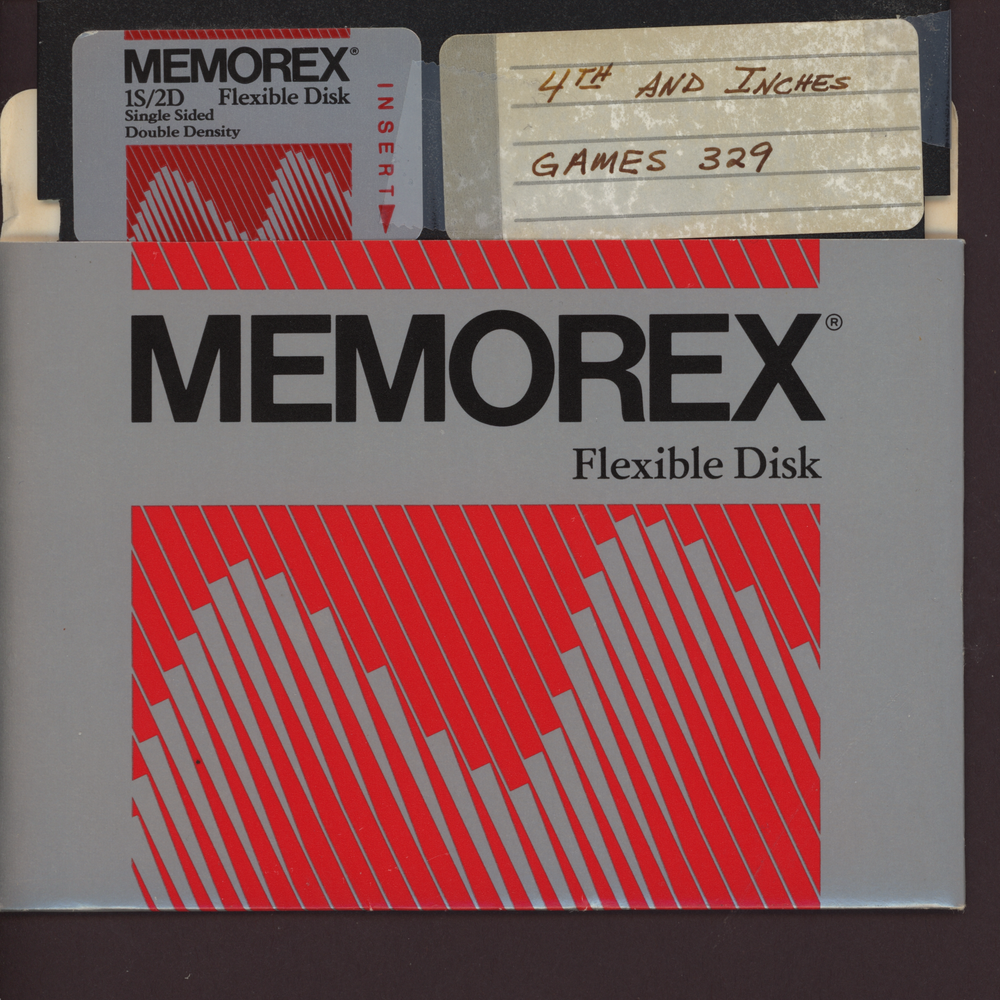 MEMOREX®
1S/2D Flexible Disk
Single Sided
Double Density
INSERT
4TH AND INCHES
GAMES 329
MEMOREX®
Flexible Disk